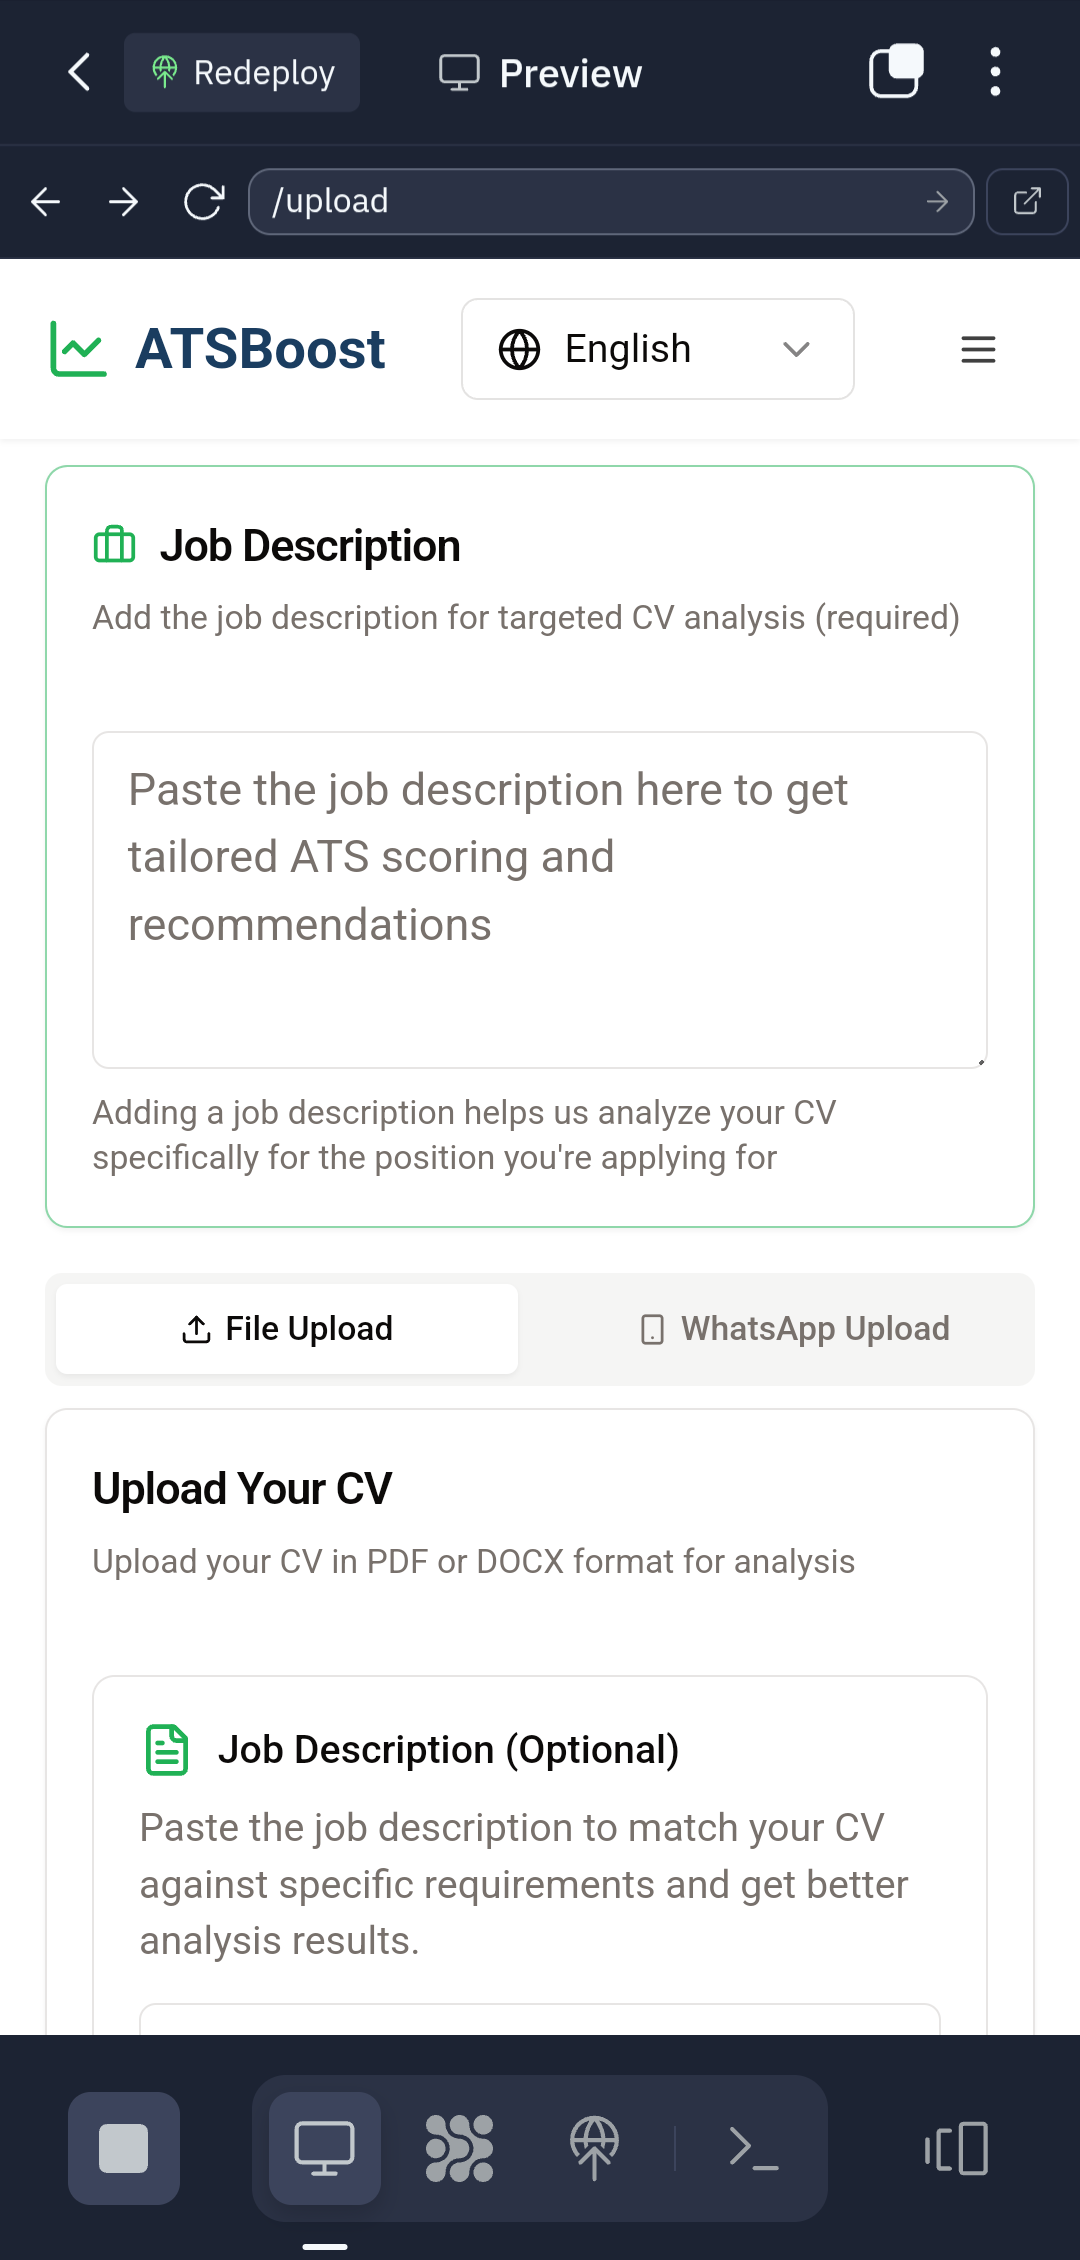 Redeploy
Preview
/upload
ATSBoost
English
Job Description
Add the job description for targeted CV analysis (required)
Paste the job description here to get
tailored ATS scoring and
recommendations
Adding a job description helps us analyze your CV
specifically for the position you're applying for
File Upload
WhatsApp Upload
Upload Your CV
Upload your CV in PDF or DOCX format for analysis
Job Description (Optional)
Paste the job description to match your CV
against specific requirements and get better
analysis results.